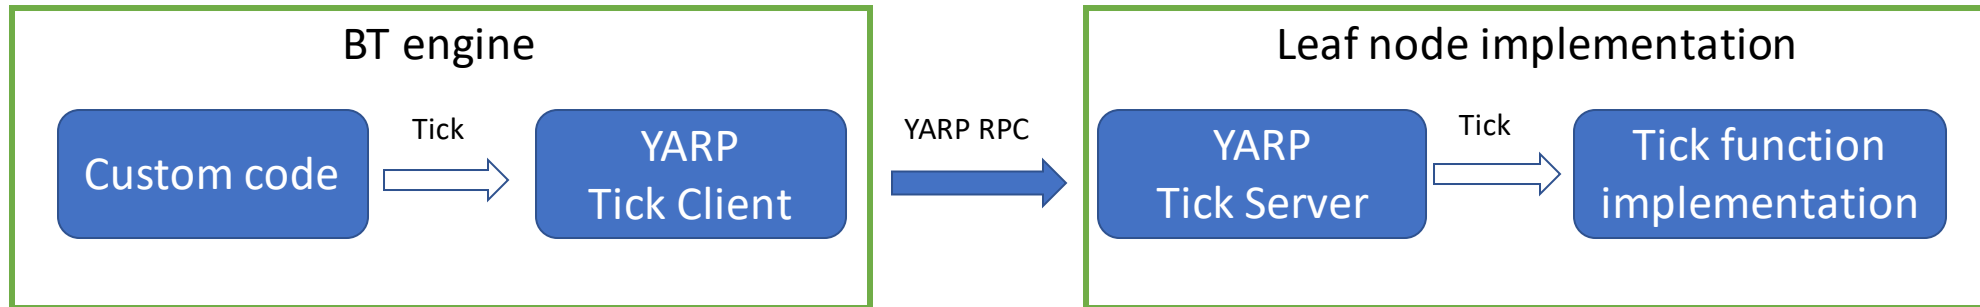 BT engine
Custom code
Tick
YARP
Tick Client
YARP RPC
Leaf node implementation
YARP
Tick Server
Tick
Tick function
implementation